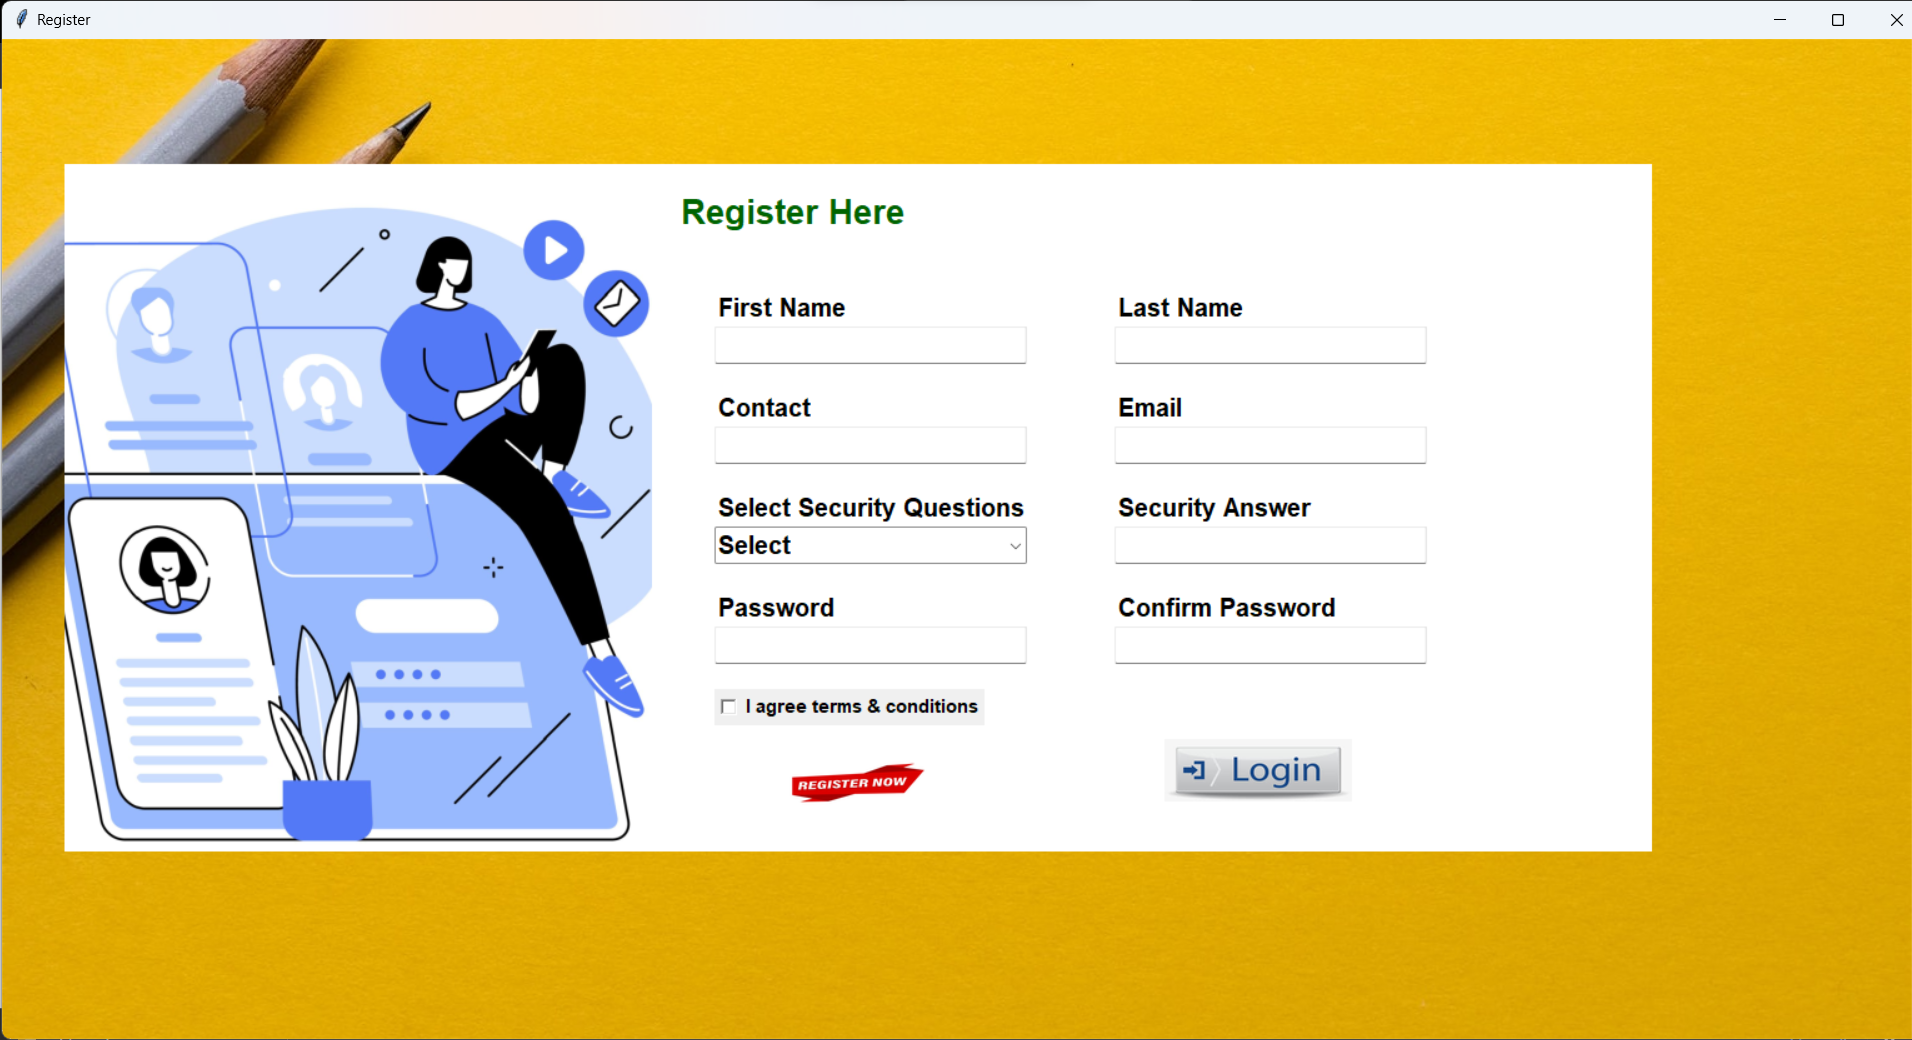 Register
Register Here
First Name
Last Name
Contact
Email
Select Security Questions
Security Answer
Select
Password
Confirm Password
I agree terms & conditions
REGISTER NOW
Login